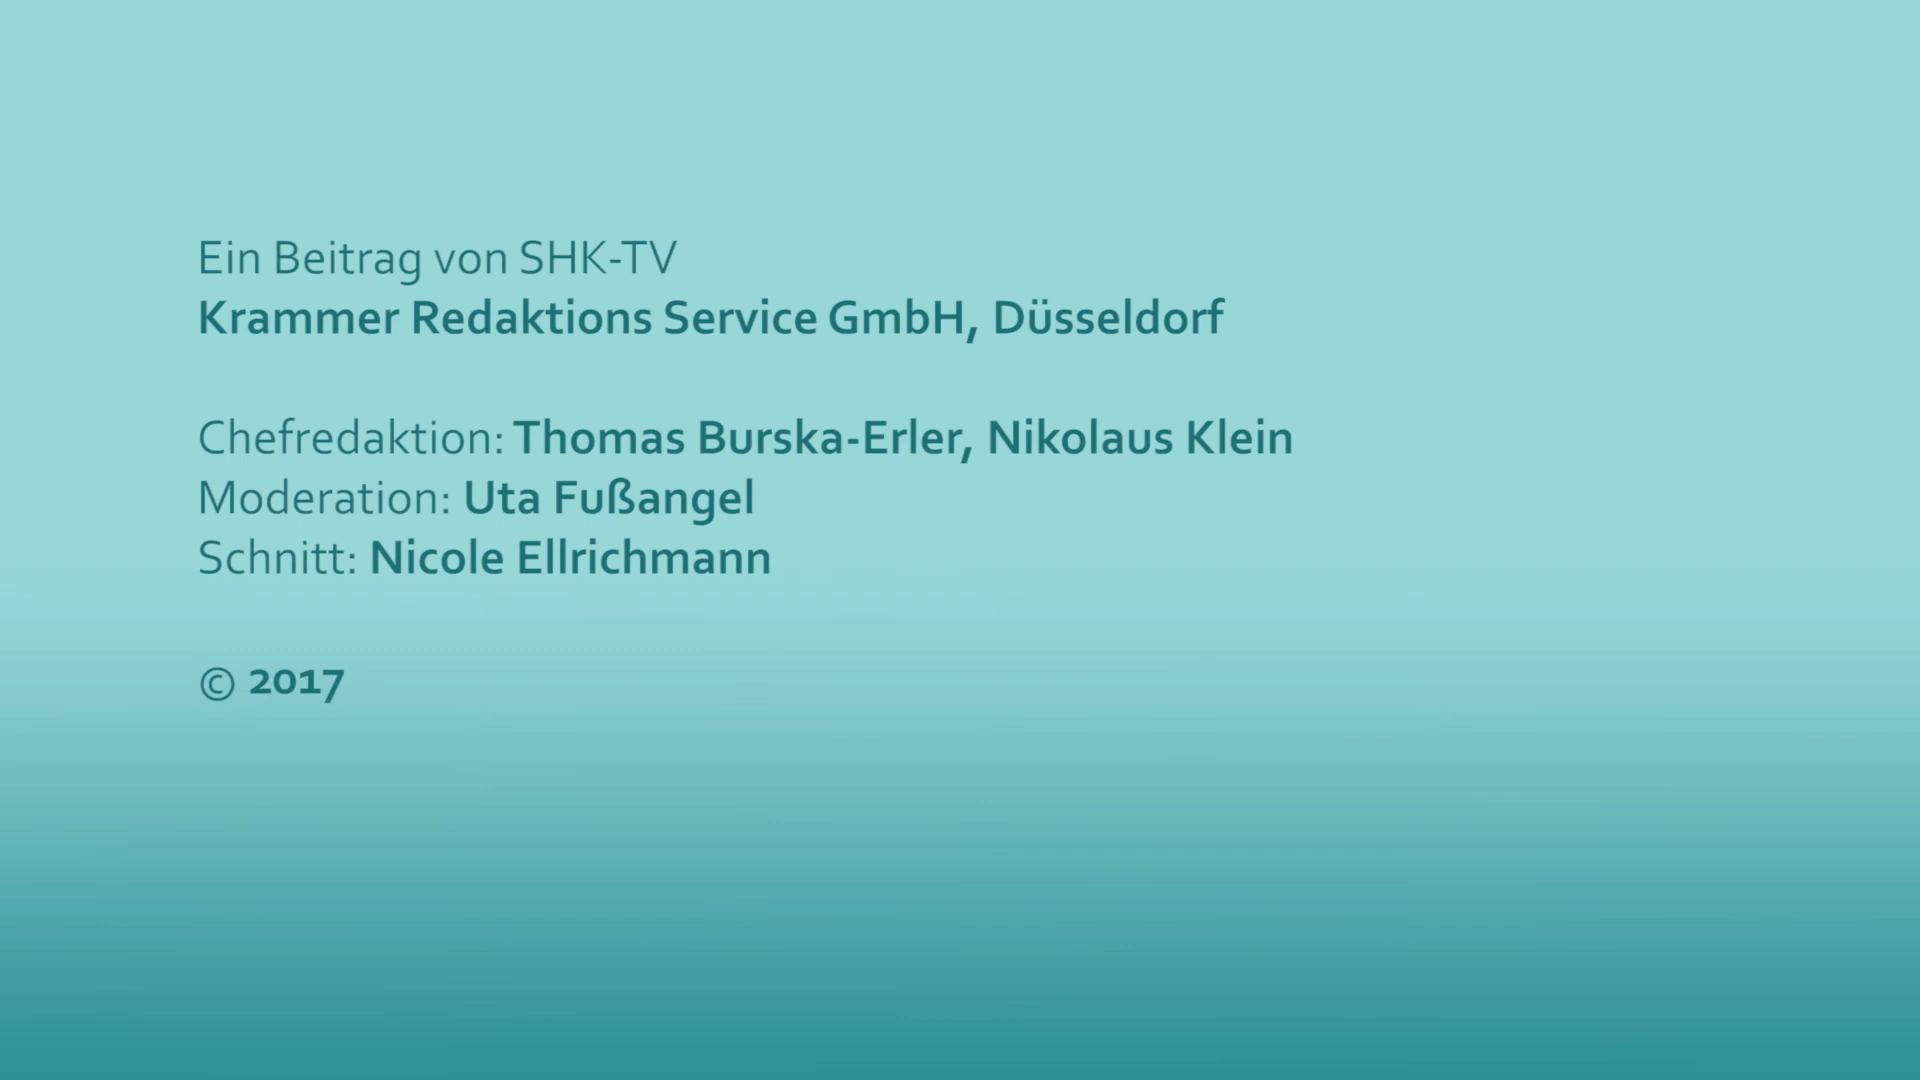 Ein Beitrag von SHK-TV
Krammer Redaktions Service GmbH, Düsseldorf
Chefredaktion: Thomas Burska-Erler, Nikolaus Klein
Moderation: Uta Fußangel
Schnitt: Nicole Ellrichmann
© 2017